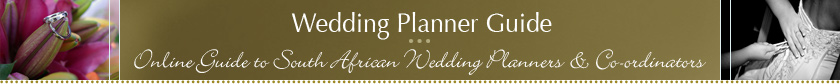 Wedding Planner Guide
Online Guide to South African Wedding Planners & Co-ordinators